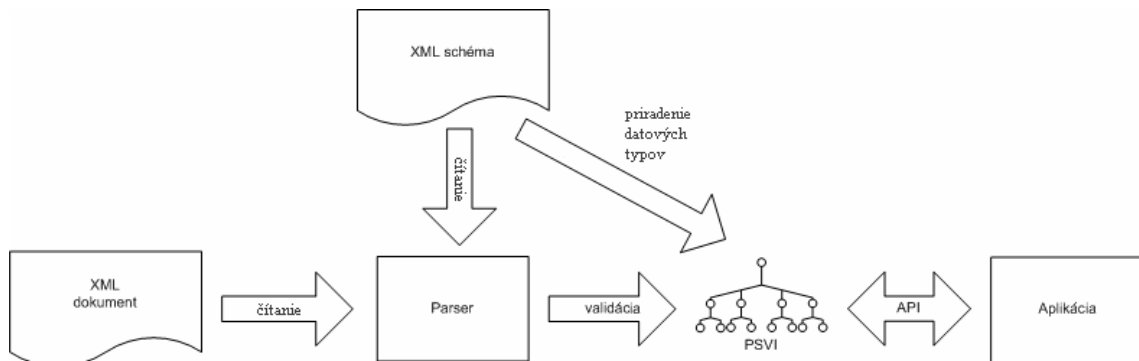 XML schéma
priradenie
datových
typov
čítanie
XML
dokument
čítanie
Parser
validácia
PSVI
API
Aplikácia